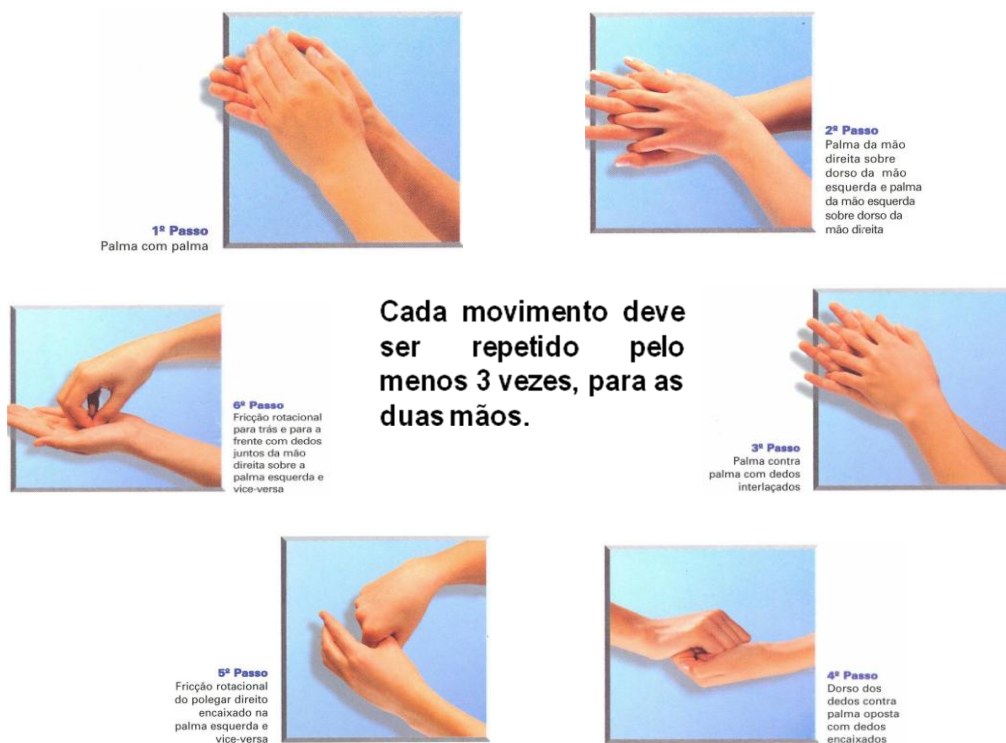 1º Passo
Palma com palma
2º Passo
Palma da mão
direita sobre
dorso da mão
esquerda e palma
da mão esquerda
sobre dorso da
mão direita
Cada movimento deve
ser repetido pelo
menos 3 vezes, para as
duas mãos.
3º Passo
Palma contra
palma com dedos
interlaçados
4º Passo
Dorso dos
dedos contra
palma oposta
com dedos
encaixados
5º Passo
Fricção rotacional
do polegar direito
encaixado na
palma esquerda e
vice-versa
6º Passo
Fricção rotacional
para trás e para a
frente com dedos
juntos da mão
direita sobre a
palma esquerda e
vice-versa